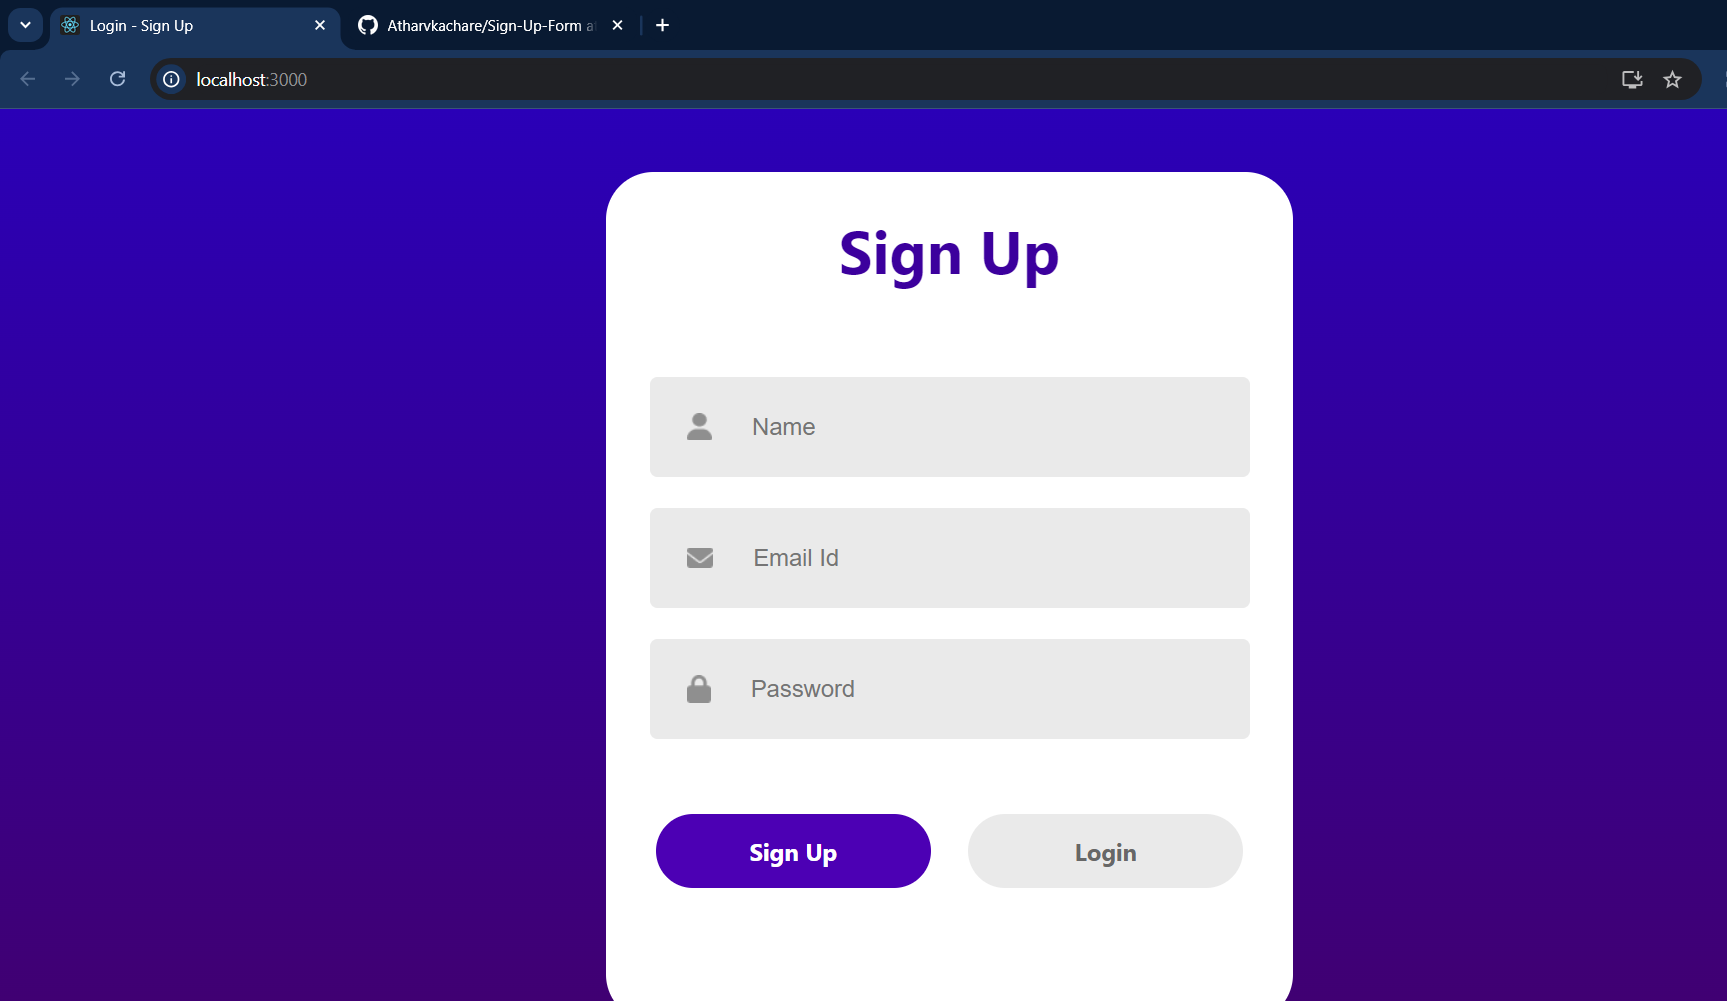 Login - Sign Up
Atharvkachare/Sign-Up-Form
localhost:3000
Sign Up
Name
Email Id
Password
Sign Up
Login